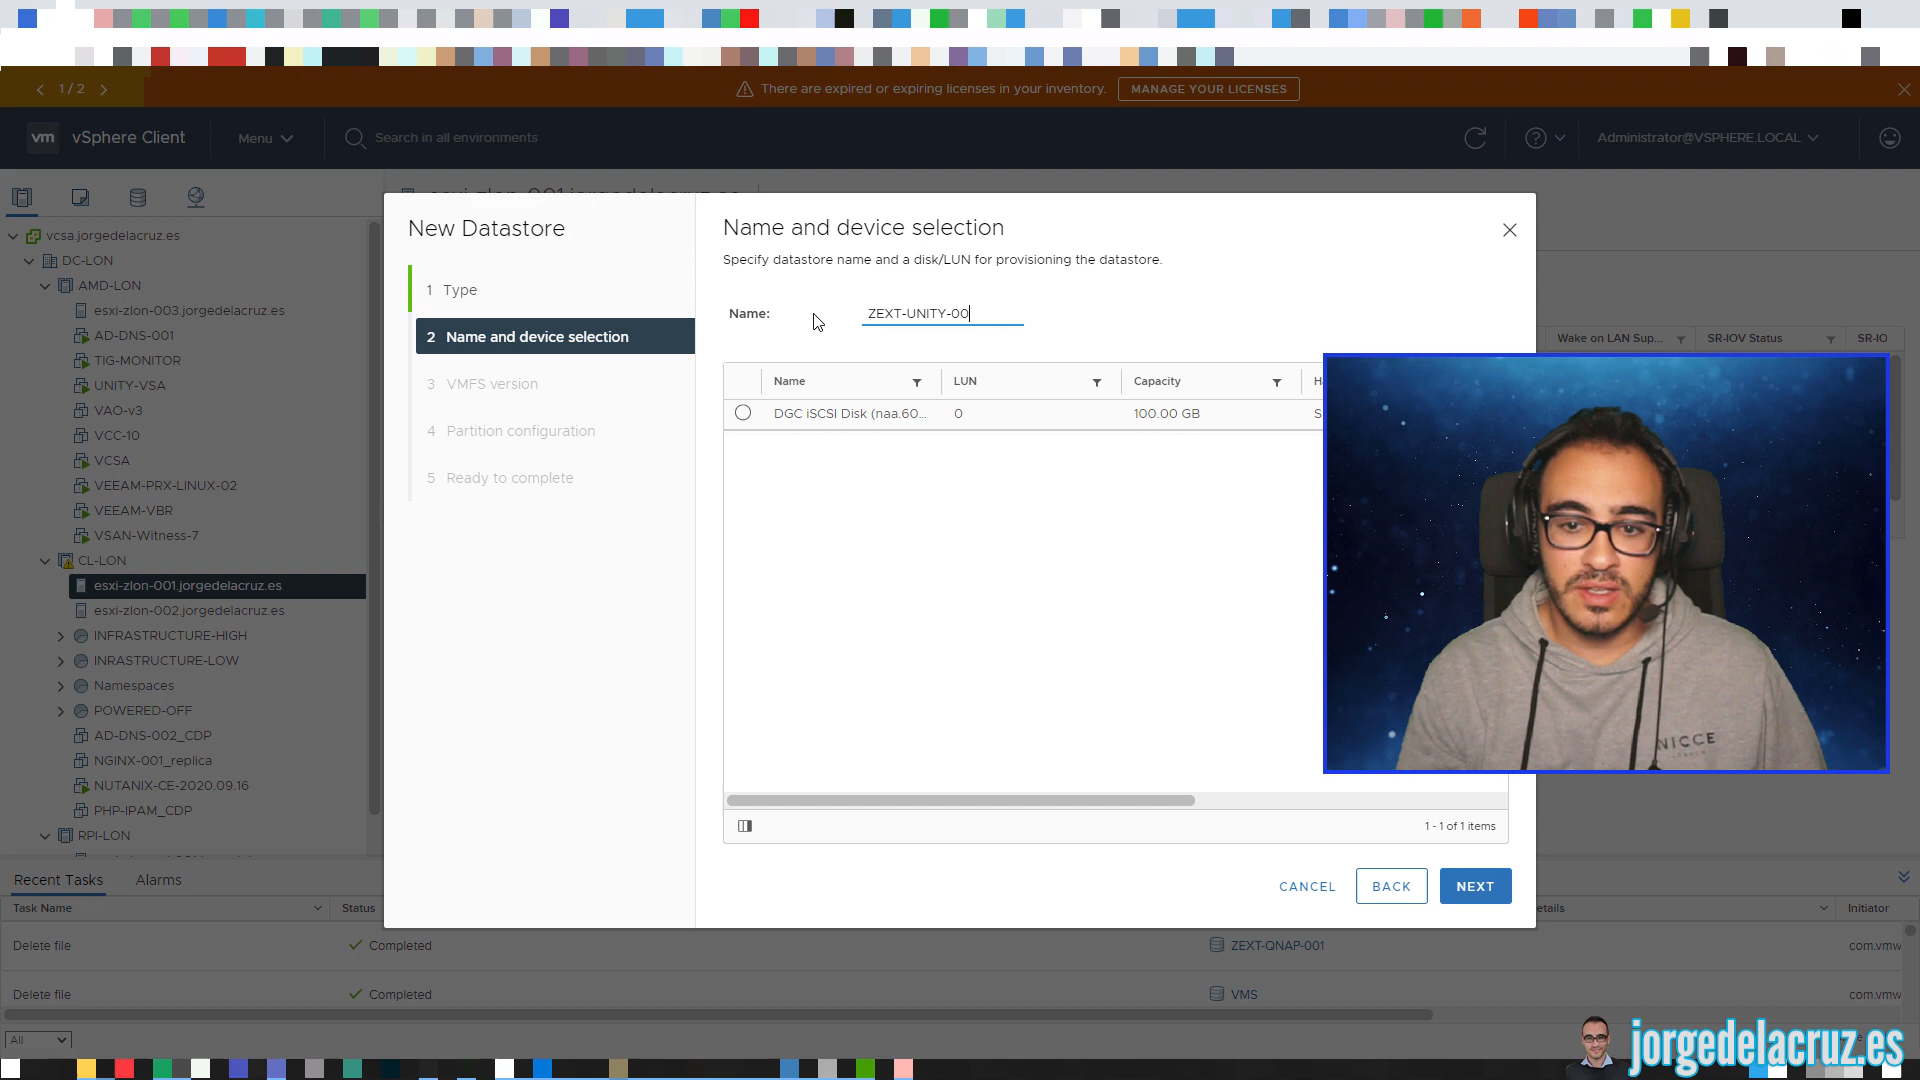 1 / 2
There are expired or expiring licenses in your inventory.
MANAGE YOUR LICENSES
vm
vSphere Client
Menu
Search in all environments
Administrator@VSPHERE.LOCAL
vcsa.jorgedelacruz.es
DC-LON
AMD-LON
esxi-zlon-003.jorgedelacruz.es
AD-DNS-001
TIG-MONITOR
UNITY-VSA
VAO-v3
VCC-10
VCSA
VEEAM-PRX-LINUX-02
VEEAM-VBR
VSAN-Witness-7
CL-LON
esxi-zlon-001.jorgedelacruz.es
esxi-zlon-002.jorgedelacruz.es
INFRASTRUCTURE-HIGH
INRASTRUCTURE-LOW
Namespaces
POWERED-OFF
AD-DNS-002_CDP
NGINX-001_replica
NUTANIX-CE-2020.09.16
PHP-IPAM_CDP
RPI-LON
New Datastore
1 Type
2 Name and device selection
3 VMFS version
4 Partition configuration
5 Ready to complete
Name and device selection
Specify datastore name and a disk/LUN for provisioning the datastore.
Name: ZEXT-UNITY-00
Name LUN Capacity
DGC iSCSI Disk (naa.60... 0 100.00 GB S
1 - 1 of 1 items
CANCEL BACK NEXT
Wake on LAN Sup... SR-IOV Status SR-IO
NICCE
Recent Tasks Alarms
Task Name Status etails Initiator
Delete file Completed ZEXT-QNAP-001 com.vmw
Delete file Completed VMS com.vmw
All
jorgedelacruz.es